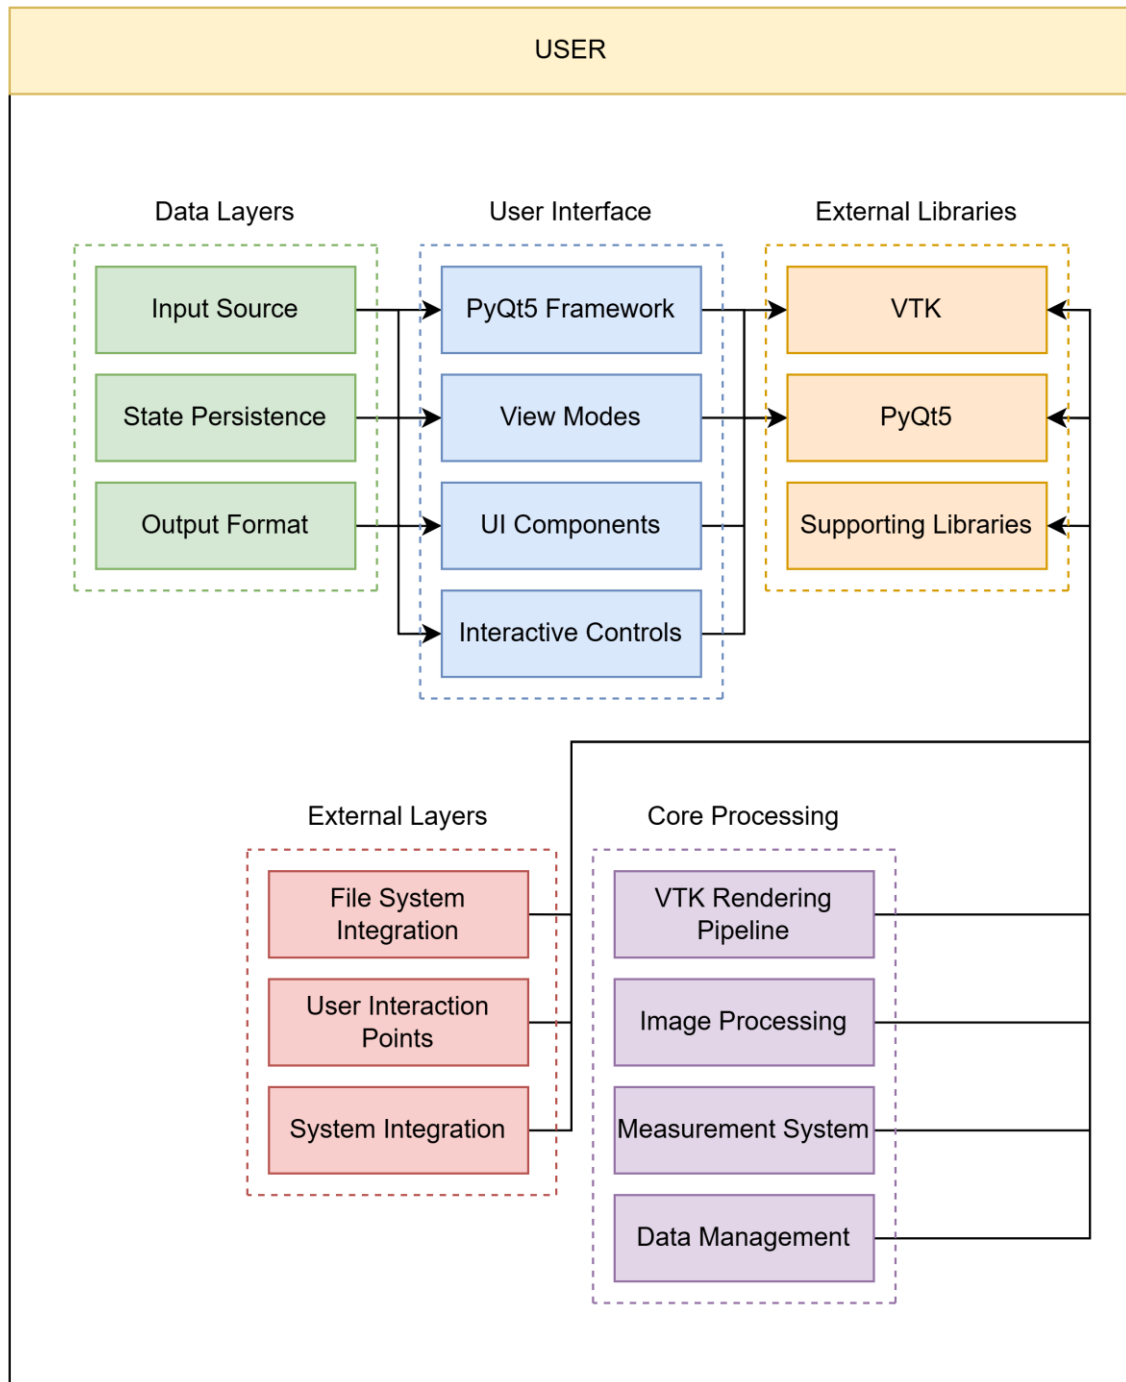 USER
Data Layers
User Interface
External Libraries
Input Source
PyQt5 Framework
VTK
State Persistence
View Modes
PyQt5
Output Format
UI Components
Supporting Libraries
Interactive Controls
External Layers
Core Processing
File System
Integration
VTK Rendering
Pipeline
User Interaction
Points
Image Processing
System Integration
Measurement System
Data Management